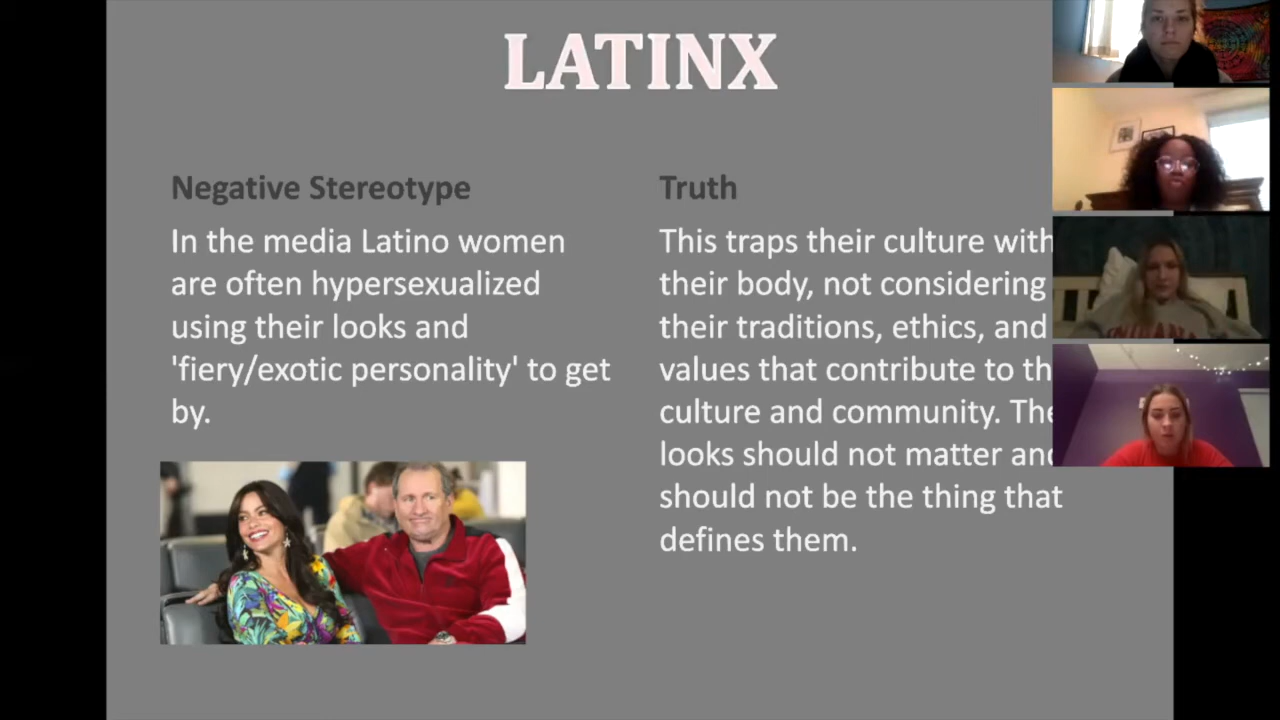 LATINX
Negative Stereotype
In the media Latino women
are often hypersexualized
using their looks and
'fiery/exotic personality' to get
by.
Truth
This traps their culture with
their body, not considering
their traditions, ethics, and
values that contribute to
culture and community.
looks should not matter
should not be the thing that
defines them.